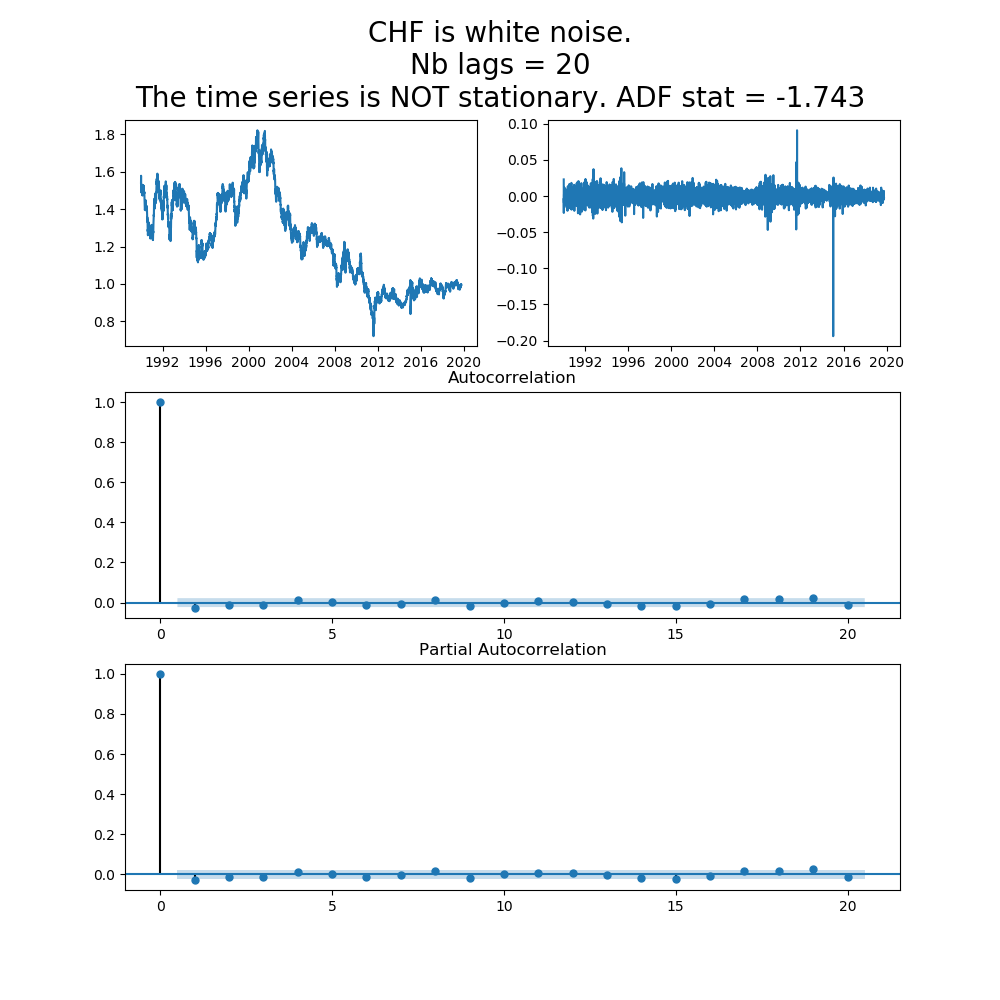 CHF is white noise.
Nb lags = 20
The time series is NOT stationary. ADF stat = -1.743
1.8
1.6
1.4
1.2
1.0
0.8
1992 1996 2000 2004 2008 2012 2016 2020
0.10
0.05
0.00
−0.05
−0.10
−0.15
−0.20
1992 1996 2000 2004 2008 2012 2016 2020
Autocorrelation
1.0
0.8
0.6
0.4
0.2
0.0
0 5 10 15 20
Partial Autocorrelation
1.0
0.8
0.6
0.4
0.2
0.0
0 5 10 15 20